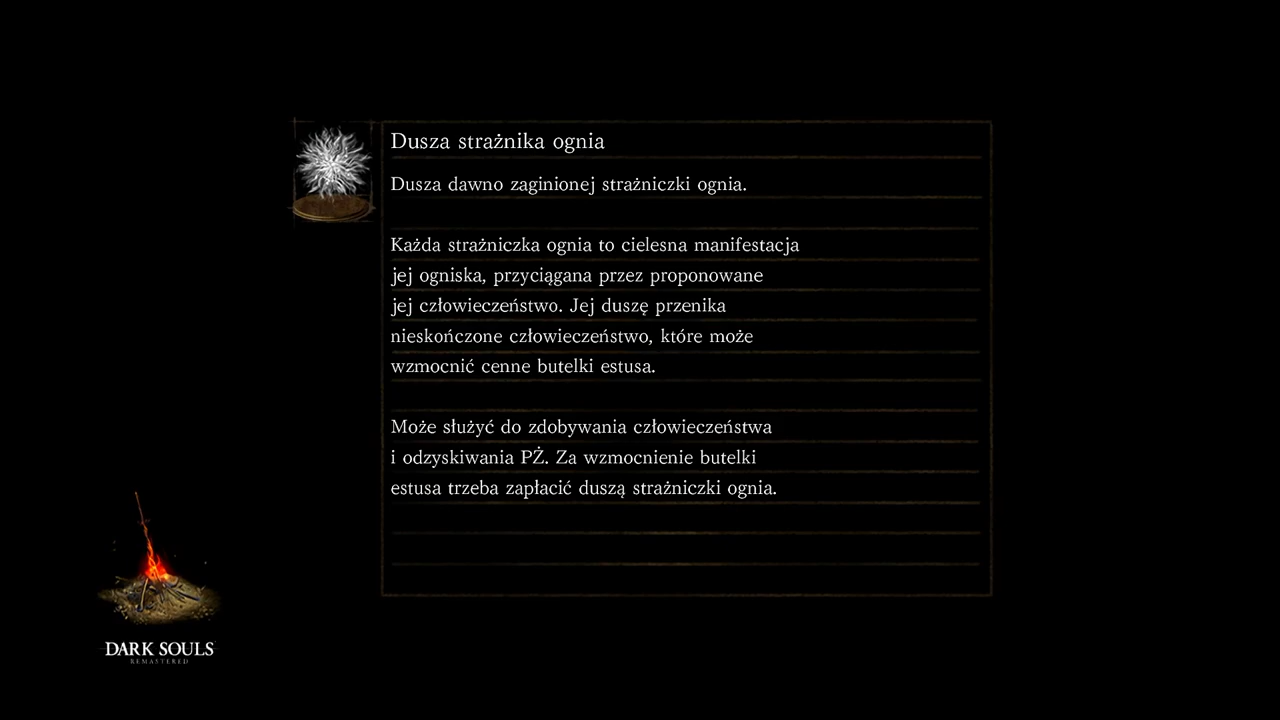 Dusza strażnika ognia
Dusza dawno zaginionej strażniczki ognia.
Każda strażniczka ognia to cielesna manifestacja
jej ogniska, przyciągana przez proponowane
jej człowieczeństwo. Jej duszę przenika
nieskończone człowieczeństwo, które może
wzmocnić cenne butelki estusa.
Może służyć do zdobywania człowieczeństwa
i odzyskiwania PŻ. Za wzmocnienie butelki
estusa trzeba zapłacić duszą strażniczki ognia.
DARK SOULS
REMASTERED